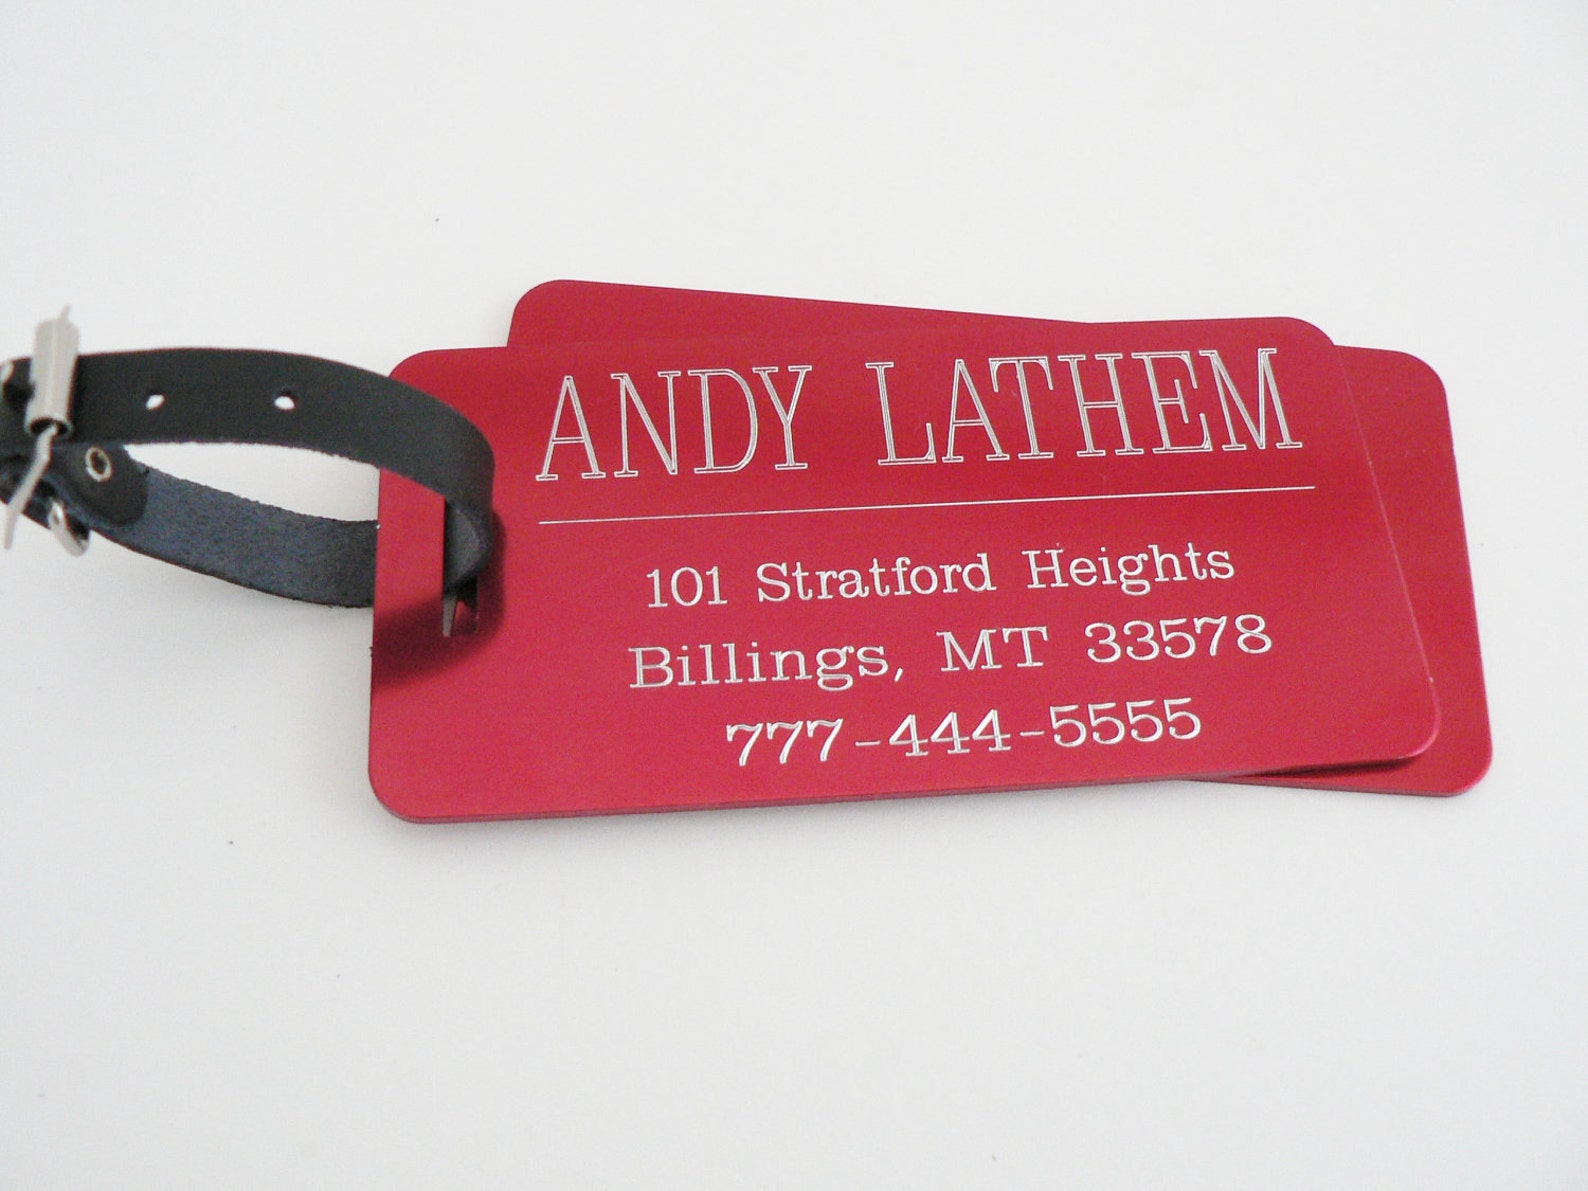 ANDY LATHEM
101 Stratford Heights
Billings, MT 33578
777-444-5555